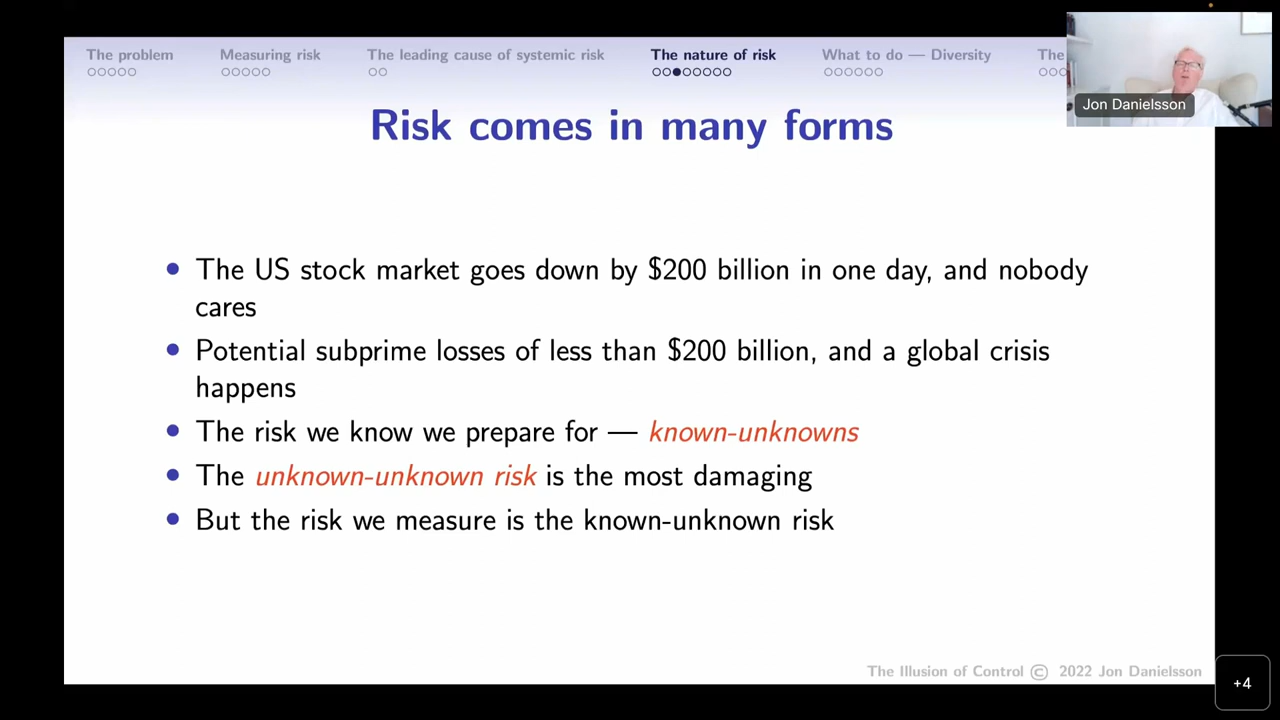 The problem
Measuring risk
The leading cause of systemic risk
The nature of risk
What to do — Diversity
The
Jon Danielsson
Risk comes in many forms
• The US stock market goes down by $200 billion in one day, and nobody
cares
• Potential subprime losses of less than $200 billion, and a global crisis
happens
• The risk we know we prepare for — known-unknowns
• The unknown-unknown risk is the most damaging
• But the risk we measure is the known-unknown risk
The Illusion of Control © 2022 Jon Danielsson
+4